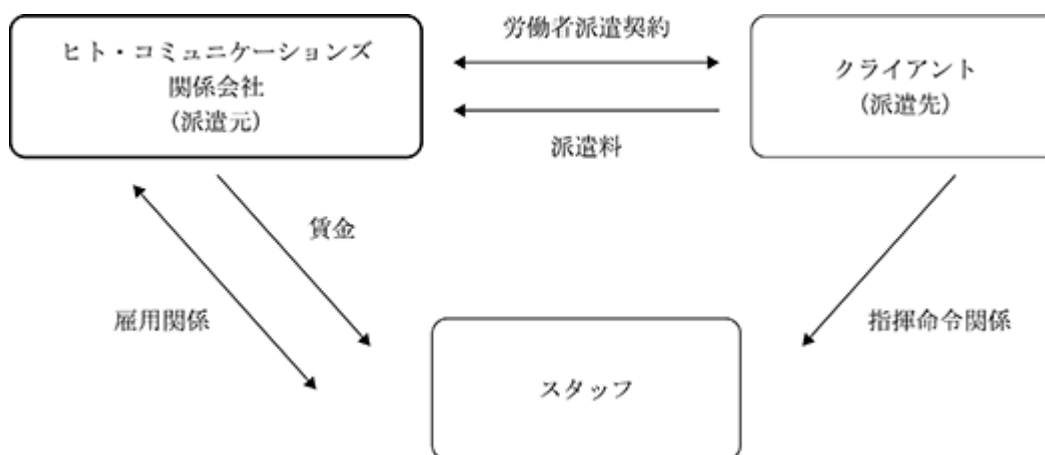 ヒト・コミュニケーションズ
関係会社
(派遣元)
労働者派遣契約
派遣料
クライアント
(派遣先)
賃金
雇用関係
指揮命令関係
スタッフ